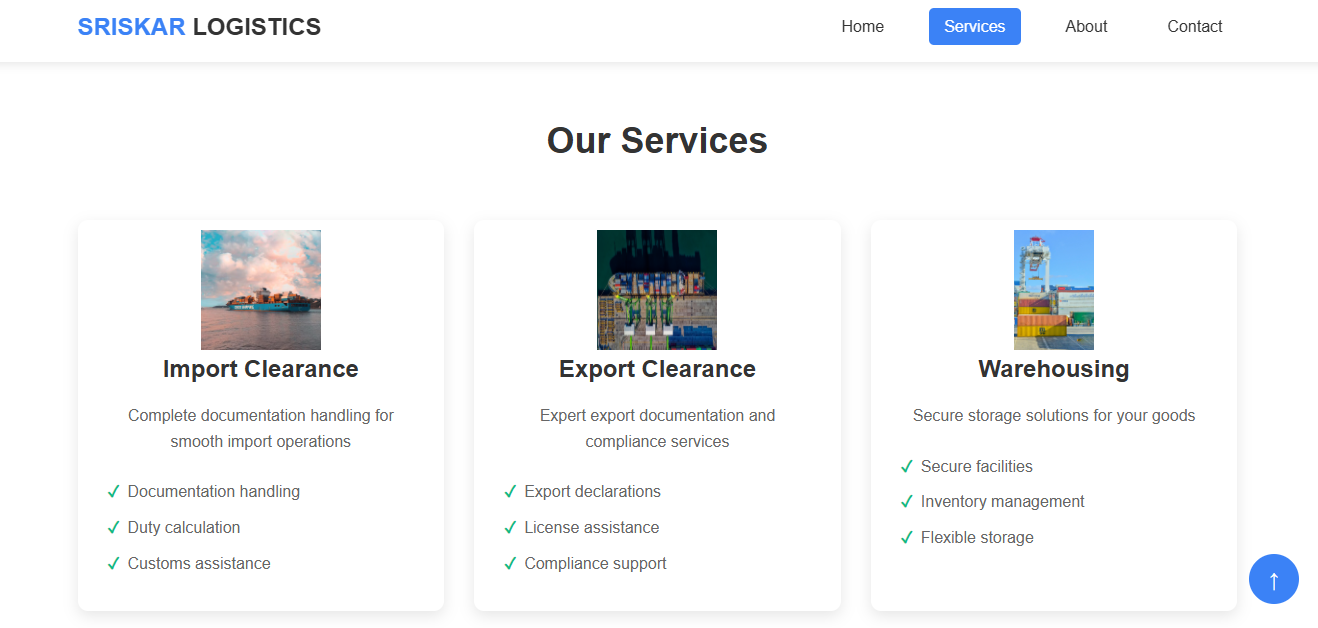 SRISKAR LOGISTICS
Home
Services
About
Contact
Our Services
Import Clearance
Complete documentation handling for
smooth import operations
✓ Documentation handling
✓ Duty calculation
✓ Customs assistance
Export Clearance
Expert export documentation and
compliance services
✓ Export declarations
✓ License assistance
✓ Compliance support
Warehousing
Secure storage solutions for your goods
✓ Secure facilities
✓ Inventory management
✓ Flexible storage
↑